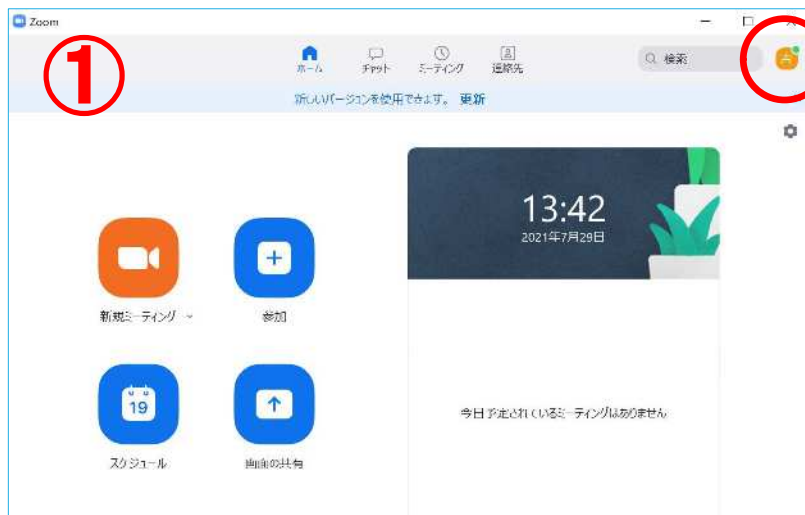 Zoom
①
ホーム
チャット
ミーティング
連絡先
検索
新しいバージョンを使用できます。 更新
13:42
2021年7月29日
新規ミーティング
参加
19
スケジュール
画面の共有
今日予定されているミーティングはありません